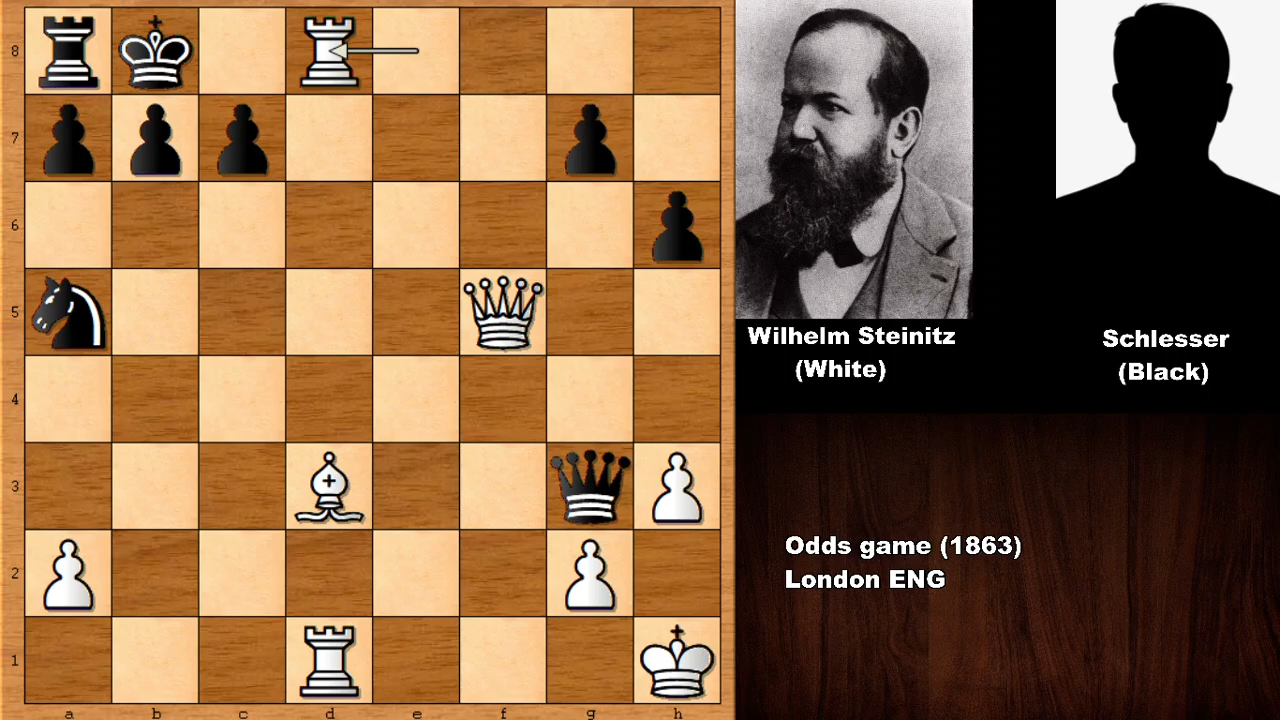 8
7
6
5
4
3
2
1
a b c d e f g h
Wilhelm Steinitz
(White)
Schlesser
(Black)
Odds game (1863)
London ENG